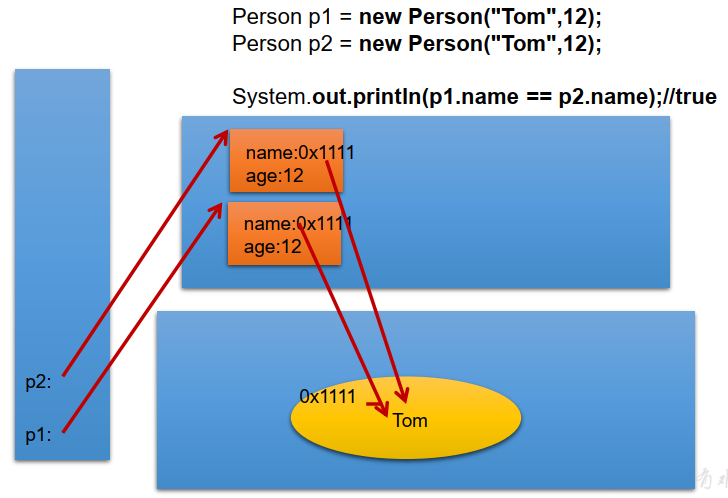 Person p1 = new Person("Tom",12);
Person p2 = new Person("Tom",12);
System.out.println(p1.name == p2.name);//true
name:0x1111
age:12
name:0x1111
age:12
p2:
p1:
0x1111
Tom